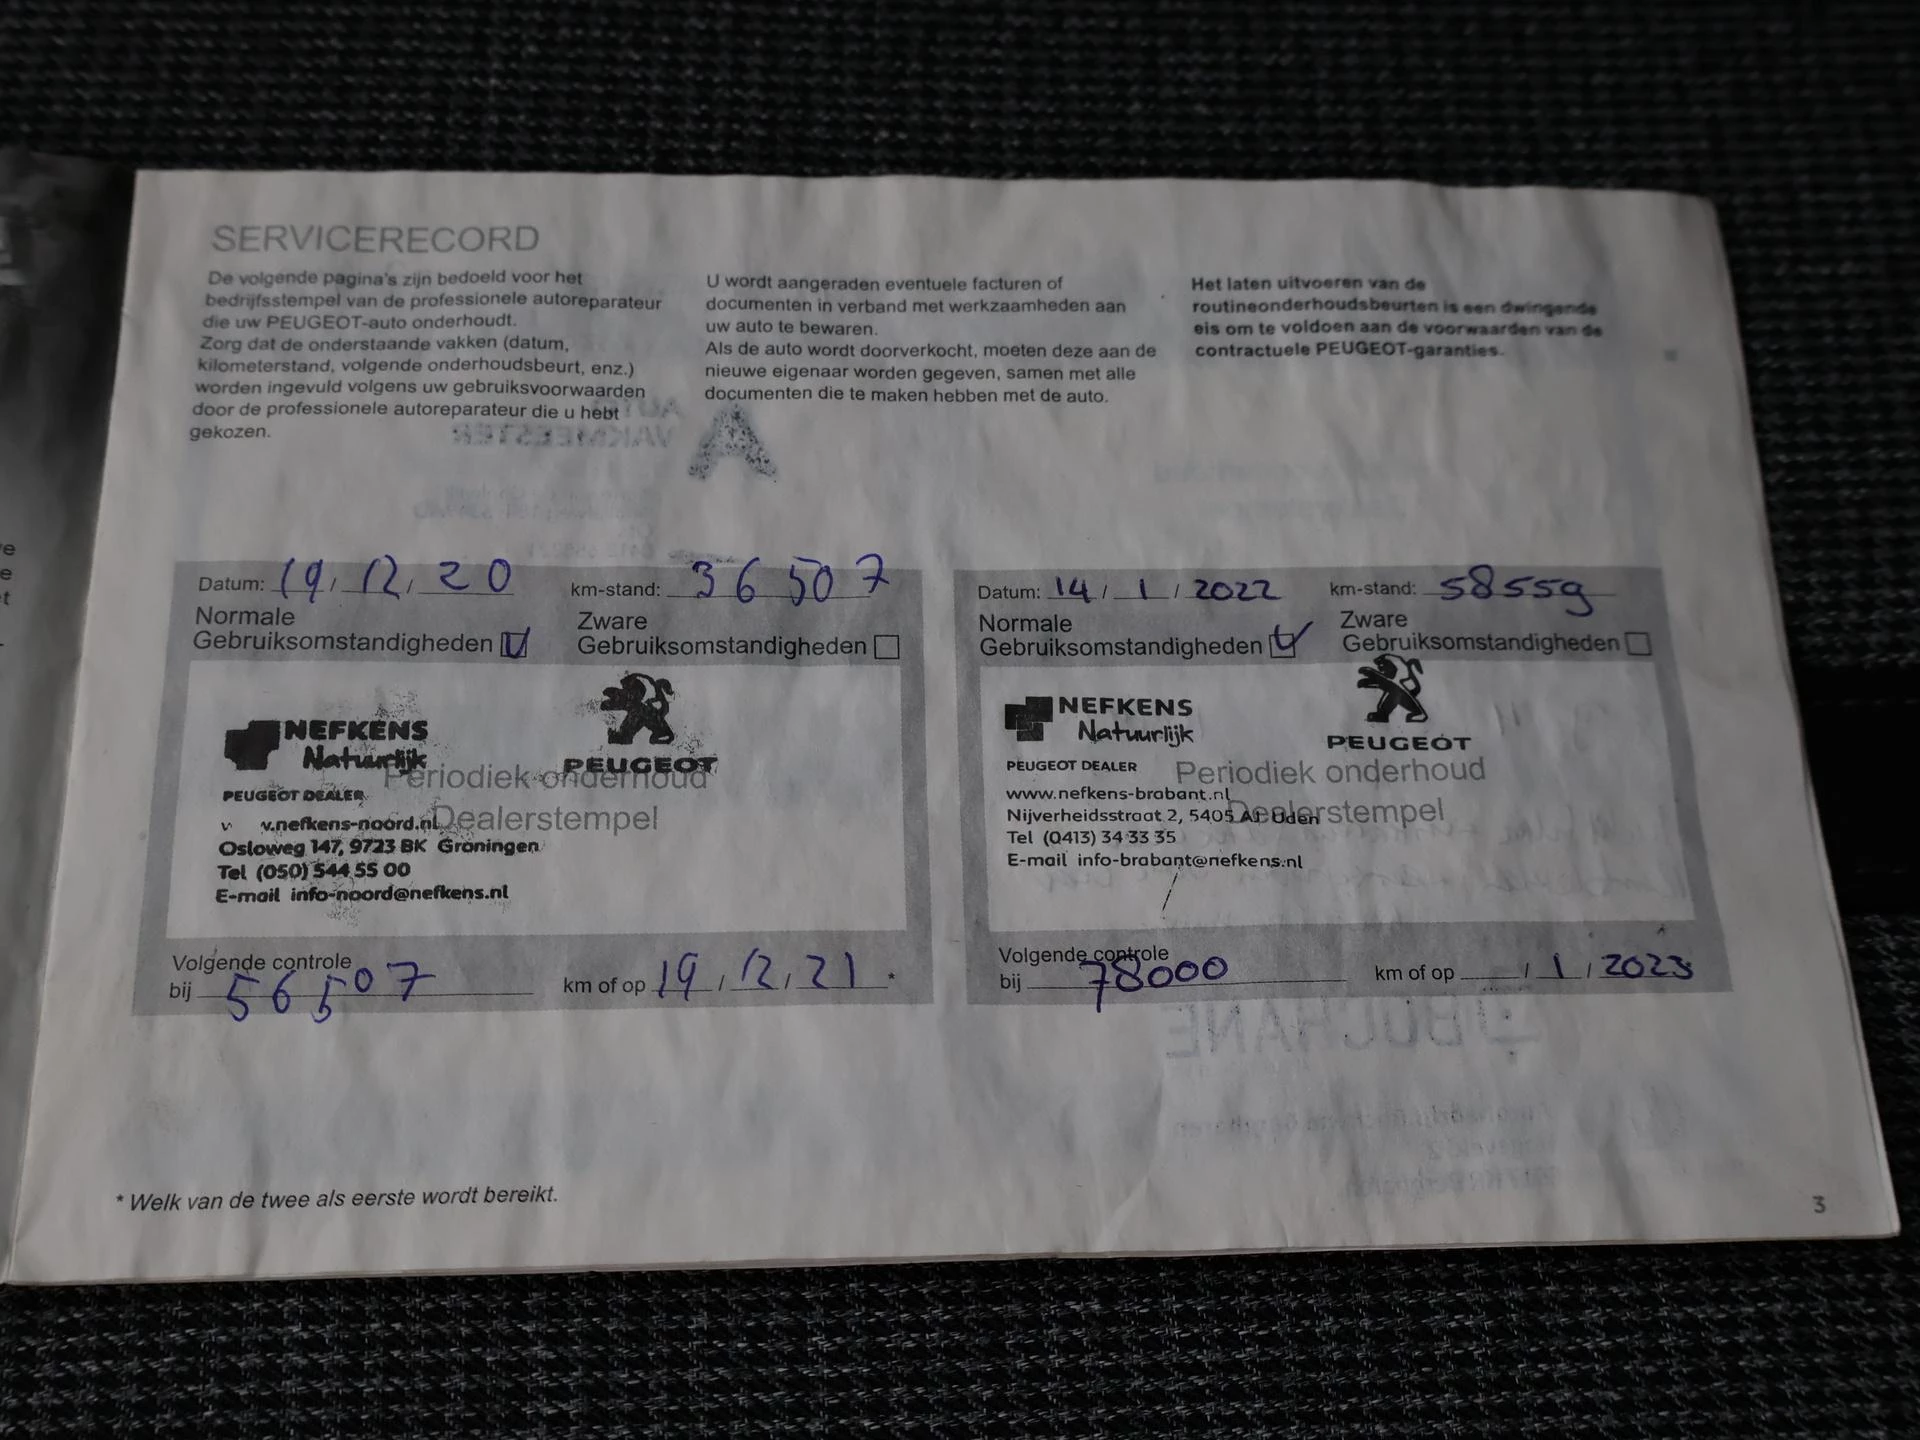 SERVICERECORD
De volgende pagina's zijn bedoeld voor het
bedrijfsstempel van de professionele autoreparateur
die uw PEUGEOT-auto onderhoudt.
Zorg dat de onderstaande vakken (datum,
kilometerstand, volgende onderhoudsbeurt, enz.)
worden ingevuld volgens uw gebruiksvoorwaarden
door de professionele autoreparateur die u hebt
gekozen.
U wordt aangeraden eventuele facturen of
documenten in verband met werkzaamheden aan
uw auto te bewaren.
Als de auto wordt doorverkocht, moeten deze aan de
nieuwe eigenaar worden gegeven, samen met alle
documenten die te maken hebben met de auto.
Het laten uitvoeren van de
routineonderhoudsbeurten is een dwingende
eis om te voldoen aan de voorwaarden van de
contractuele PEUGEOT-garanties.
AUTO
VAKMEESTER
Datum: 19 / 12 / 20 km-stand: 36507
Normale Zware
Gebruiksomstandigheden Gebruiksomstandigheden
NEFKENS
Natuurlijk
PEUGEOT
Periodiek onderhoud
PEUGEOT DEALER
Dealerstempel
.nefkens-noord.nl
Osloweg 147, 9723 BK Groningen
Tel (050) 544 55 00
E-mail info-noord@nefkens.nl
Volgende controle
bij 56507 km of op 19 / 12 / 21 *
Datum: 14 / 1 / 2022 km-stand: 58559
Normale Zware
Gebruiksomstandigheden Gebruiksomstandigheden
NEFKENS
Natuurlijk
PEUGEOT
PEUGEOT DEALER
Periodiek onderhoud
www.nefkens-brabant.nl
Dealerstempel
Nijverheidsstraat 2, 5405 Uden
Tel (0413) 34 33 35
E-mail info-brabant@nefkens.nl
Volgende controle
bij 78000 km of op / 1 / 2023
* Welk van de twee als eerste wordt bereikt.
3